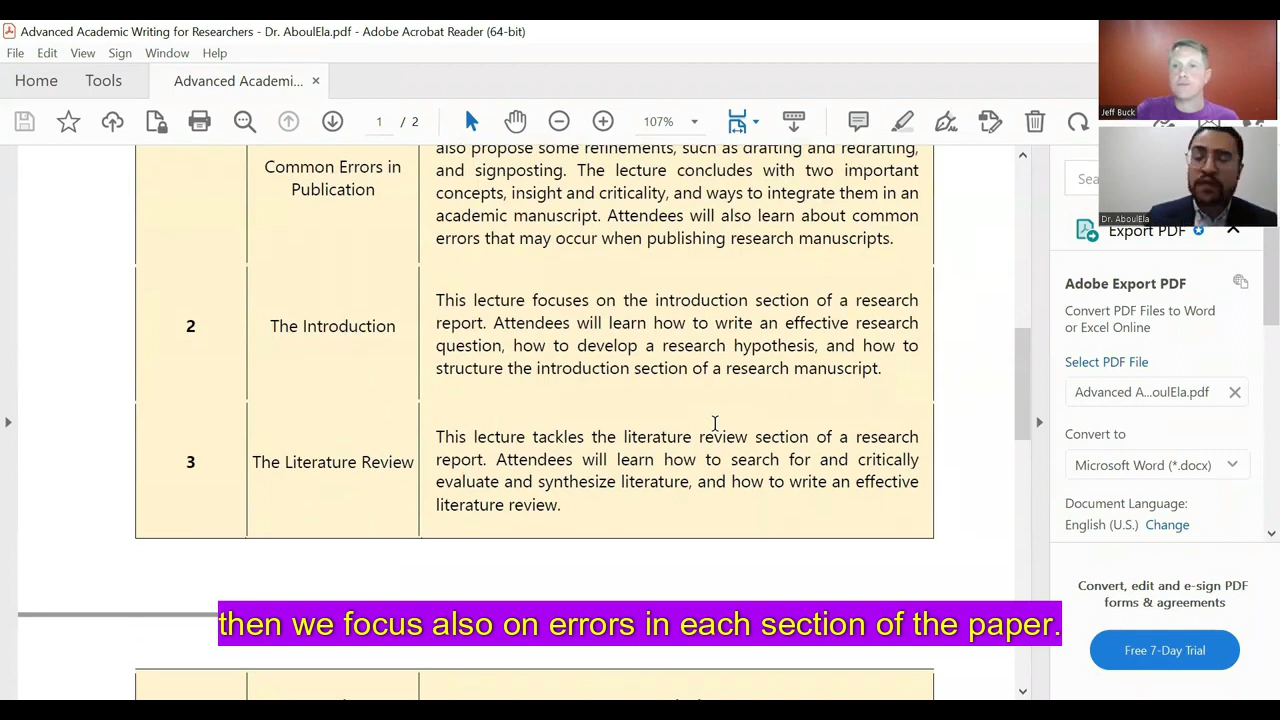 Advanced Academic Writing for Researchers - Dr. AboulEla.pdf - Adobe Acrobat Reader (64-bit)
File Edit View Sign Window Help
Home Tools Advanced Academi... ×
1 / 2 107%
Jeff Buck
Dr. AboulEla
Common Errors in
Publication
also propose some refinements, such as drafting and redrafting,
and signposting. The lecture concludes with two important
concepts, insight and criticality, and ways to integrate them in an
academic manuscript. Attendees will also learn about common
errors that may occur when publishing research manuscripts.
2
The Introduction
This lecture focuses on the introduction section of a research
report. Attendees will learn how to write an effective research
question, how to develop a research hypothesis, and how to
structure the introduction section of a research manuscript.
3
The Literature Review
This lecture tackles the literature review section of a research
report. Attendees will learn how to search for and critically
evaluate and synthesize literature, and how to write an effective
literature review.
Sea
Export PDF
Adobe Export PDF
Convert PDF Files to Word
or Excel Online
Select PDF File
Advanced A...oulEla.pdf
Convert to
Microsoft Word (*.docx)
Document Language:
English (U.S.) Change
Convert, edit and e-sign PDF
forms & agreements
Free 7-Day Trial
then we focus also on errors in each section of the paper.